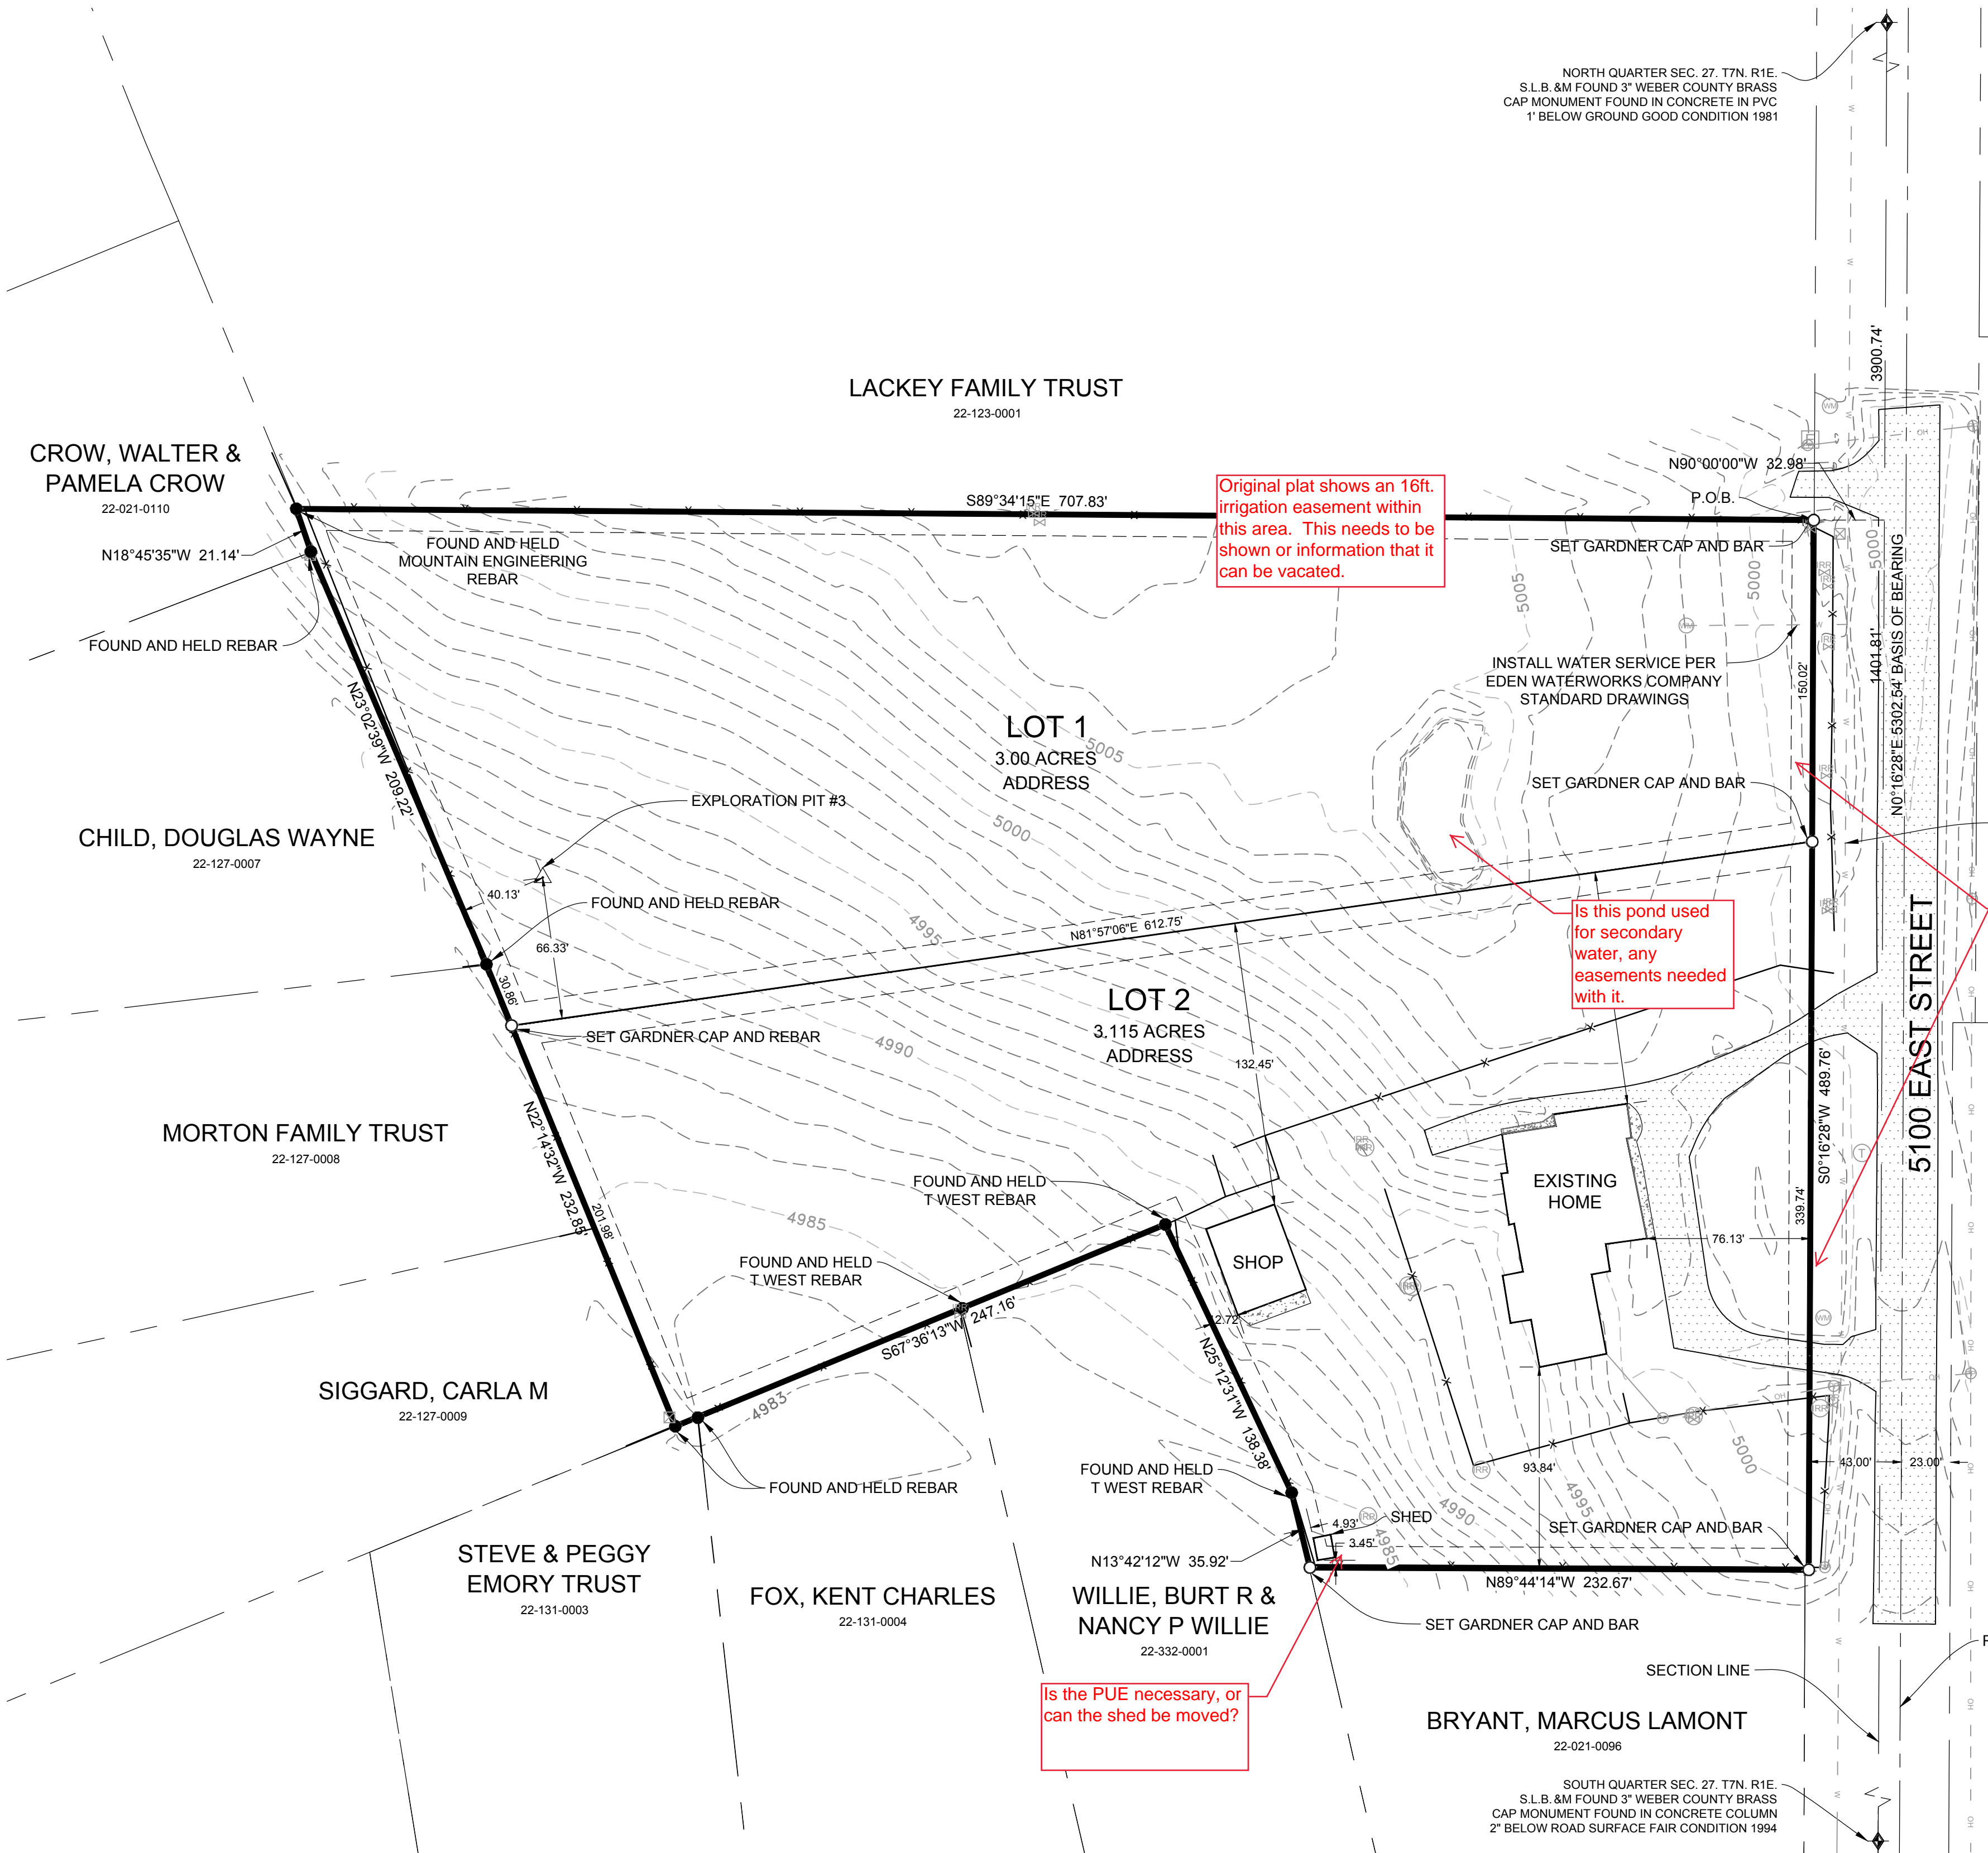 NORTH QUARTER SEC. 27. T7N. R1E.
S.L.B.&M FOUND 3" WEBER COUNTY BRASS
CAP MONUMENT FOUND IN CONCRETE IN PVC
1' BELOW GROUND GOOD CONDITION 1981
3900.74'
LACKEY FAMILY TRUST
22-123-0001
CROW, WALTER &
PAMELA CROW
22-021-0110
N90°00'00"W 32.98'
P.O.B.
S89°34'15"E 707.83'
Original plat shows an 16ft.
irrigation easement within
this area. This needs to be
shown or information that it
can be vacated.
SET GARDNER CAP AND BAR
FOUND AND HELD
MOUNTAIN ENGINEERING
REBAR
N18°45'35"W 21.14'
FOUND AND HELD REBAR
5005
5000
5000
INSTALL WATER SERVICE PER
EDEN WATERWORKS COMPANY
STANDARD DRAWINGS
150.02'
1401.81'
N0°16'28"E 5302.54' BASIS OF BEARING
N23°02'39"W 209.22'
LOT 1
3.00 ACRES
ADDRESS
5005
SET GARDNER CAP AND BAR
EXPLORATION PIT #3
5000
CHILD, DOUGLAS WAYNE
22-127-0007
40.13'
FOUND AND HELD REBAR
66.33'
30.86'
4995
N81°57'06"E 612.75'
Is this pond used
for secondary
water, any
easements needed
with it.
LOT 2
3.115 ACRES
ADDRESS
SET GARDNER CAP AND REBAR
4990
132.45'
5100 EAST STREET
S0°16'28"W 489.76'
339.74'
MORTON FAMILY TRUST
22-127-0008
N22°14'32"W 232.85'
201.98'
FOUND AND HELD
T WEST REBAR
EXISTING
HOME
4985
76.13'
FOUND AND HELD
T WEST REBAR
SHOP
S67°36'13"W 247.16'
N25°12'31"W 138.38'
SIGGARD, CARLA M
22-127-0009
4983
FOUND AND HELD REBAR
FOUND AND HELD
T WEST REBAR
93.84'
5000
43.00'
23.00'
4995
4990
4985
4.93'
SHED
3.45'
SET GARDNER CAP AND BAR
N13°42'12"W 35.92'
N89°44'14"W 232.67'
STEVE & PEGGY
EMORY TRUST
22-131-0003
FOX, KENT CHARLES
22-131-0004
WILLIE, BURT R &
NANCY P WILLIE
22-332-0001
SET GARDNER CAP AND BAR
SECTION LINE
Is the PUE necessary, or
can the shed be moved?
BRYANT, MARCUS LAMONT
22-021-0096
SOUTH QUARTER SEC. 27. T7N. R1E.
S.L.B.&M FOUND 3" WEBER COUNTY BRASS
CAP MONUMENT FOUND IN CONCRETE COLUMN
2" BELOW ROAD SURFACE FAIR CONDITION 1994